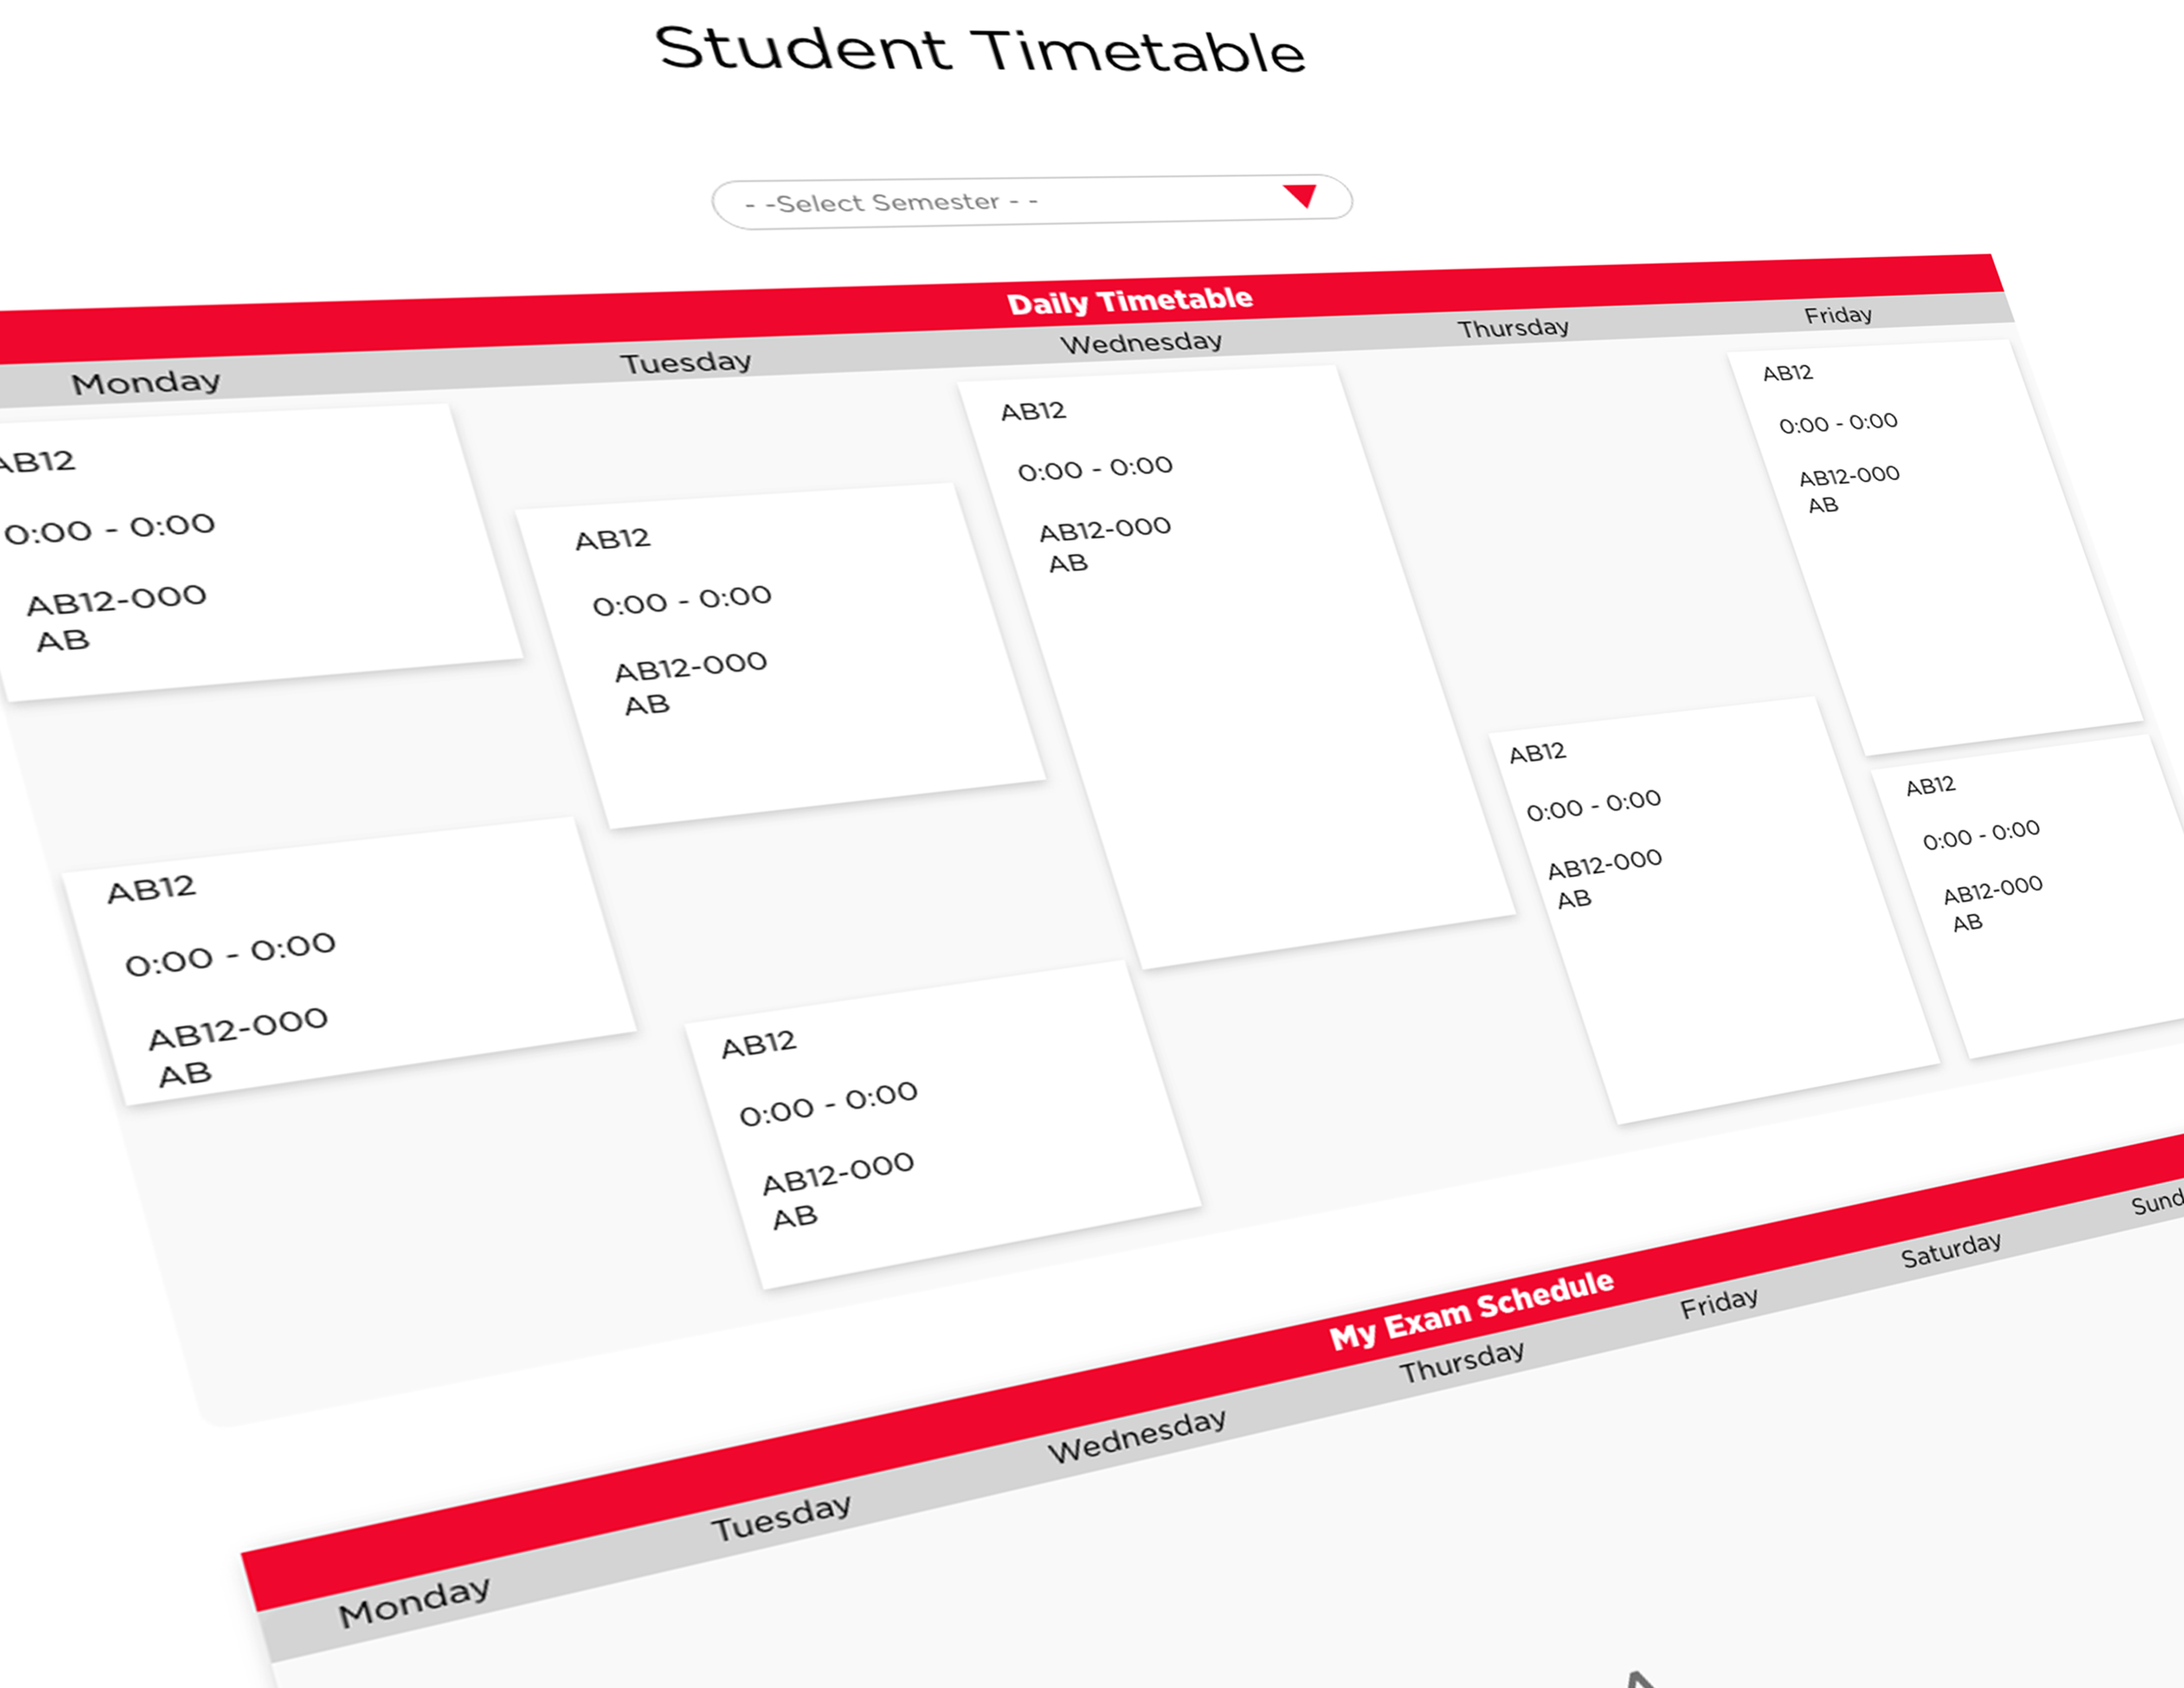 Student Timetable
- -Select Semester - -
Daily Timetable
Monday Tuesday Wednesday Thursday Friday
AB12
0:00 - 0:00
AB12-000
AB
AB12
0:00 - 0:00
AB12-000
AB
AB12
0:00 - 0:00
AB12-000
AB
AB12
0:00 - 0:00
AB12-000
AB
AB12
0:00 - 0:00
AB12-000
AB
AB12
0:00 - 0:00
AB12-000
AB
AB12
0:00 - 0:00
AB12-000
AB
AB12
0:00 - 0:00
AB12-000
AB
My Exam Schedule
Monday Tuesday Wednesday Thursday Friday Saturday Sund